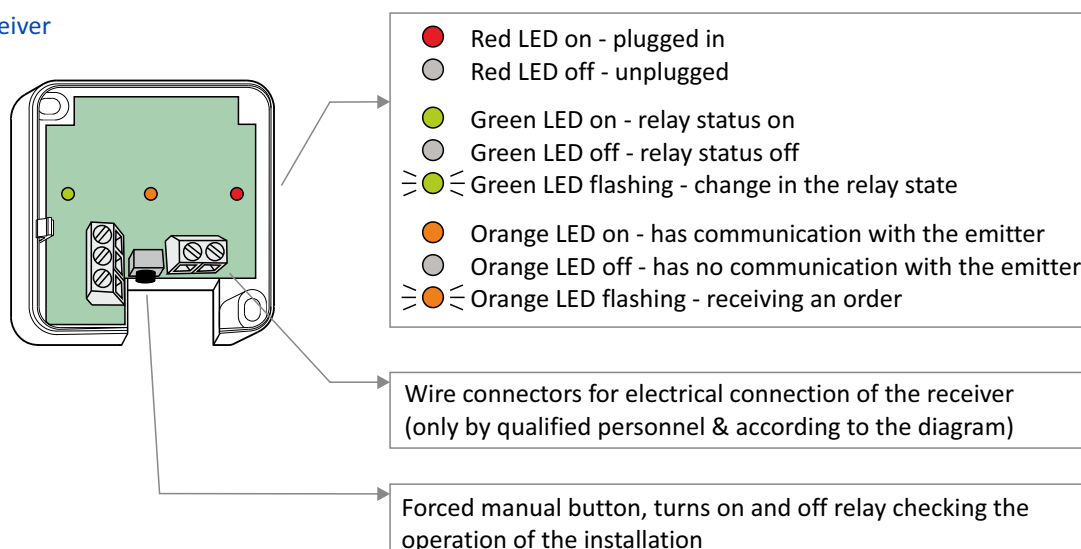 eiver
Red LED on - plugged in
Red LED off - unplugged
Green LED on - relay status on
Green LED off - relay status off
Green LED flashing - change in the relay state
Orange LED on - has communication with the emitter
Orange LED off - has no communication with the emitter
Orange LED flashing - receiving an order
Wire connectors for electrical connection of the receiver
(only by qualified personnel & according to the diagram)
Forced manual button, turns on and off relay checking the
operation of the installation